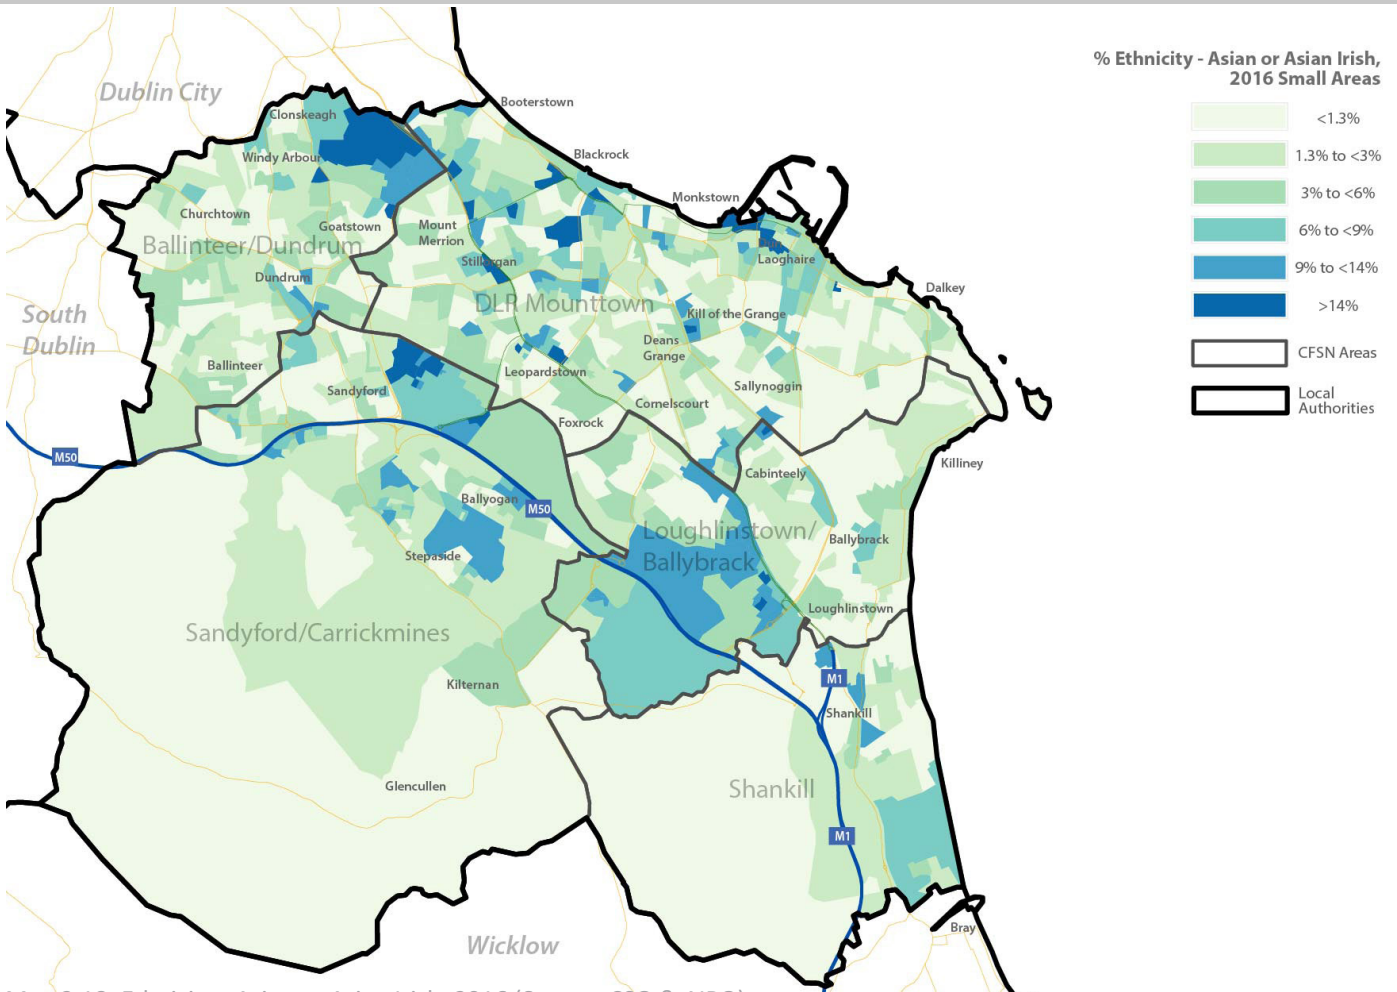 % Ethnicity - Asian or Asian Irish,
2016 Small Areas
<1.3%
1.3% to <3%
3% to <6%
6% to <9%
9% to <14%
>14%
CFSN Areas
Local
Authorities
Dublin City
Booterstown
Clonskeagh
Windy Arbour
Blackrock
Monkstown
Churchtown
Goatstown
Mount
Merrion
Ballinteer/Dundrum
Dun
Laoghaire
Stillorgan
Dundrum
Dalkey
DLR Mounttown
South
Dublin
Kill of the Grange
Deans
Grange
Ballinteer
Leopardstown
Sandyford
Sallynoggin
Cornelscourt
Foxrock
M50
Killiney
Cabinteely
Ballyogan
M50
Loughlinstown/
Ballybrack
Ballybrack
Stepaside
Loughlinstown
Sandyford/Carrickmines
Kilternan
M1
Shankill
Glencullen
Shankill
M1
Bray
Wicklow